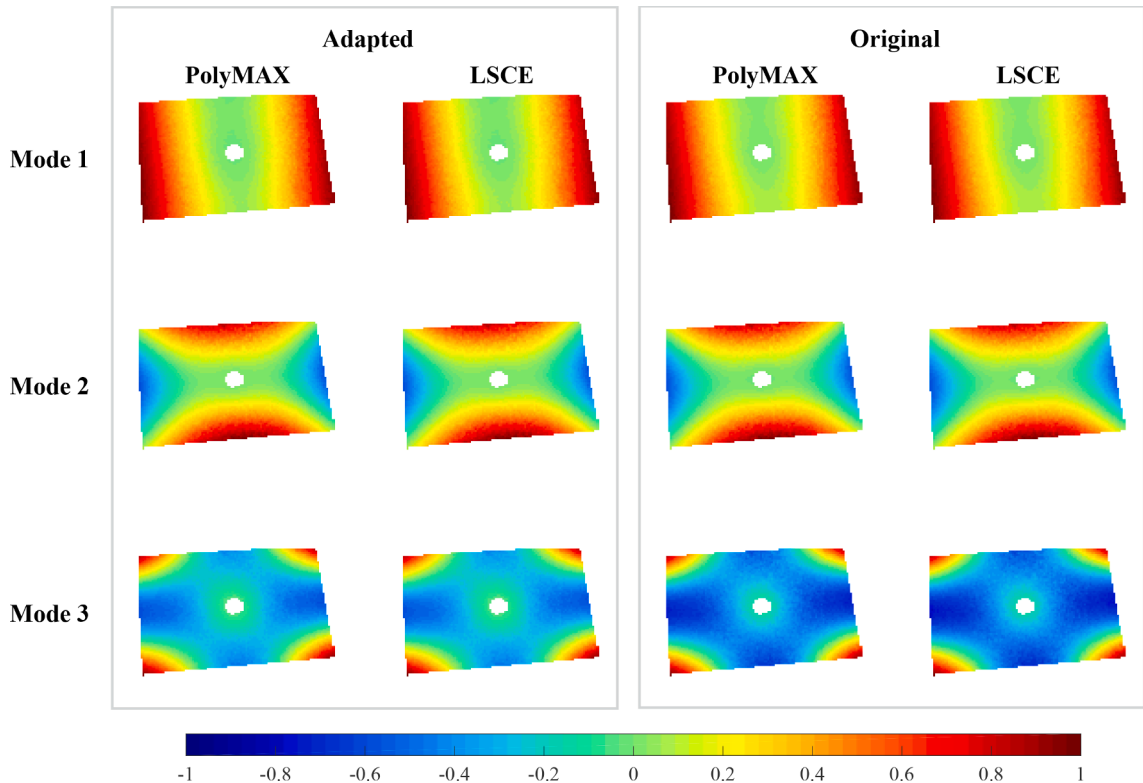 Adapted Original
PolyMAX LSCE PolyMAX LSCE
Mode 1
Mode 2
Mode 3
-1 -0.8 -0.6 -0.4 -0.2 0 0.2 0.4 0.6 0.8 1